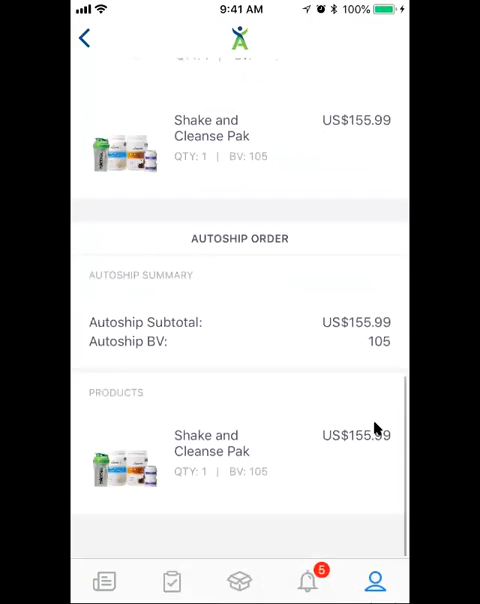 9:41 AM
100%
Shake and
Cleanse Pak
US$155.99
QTY: 1 | BV: 105
AUTOSHIP ORDER
AUTOSHIP SUMMARY
Autoship Subtotal: US$155.99
Autoship BV: 105
PRODUCTS
Shake and
Cleanse Pak
US$155.99
QTY: 1 | BV: 105
5